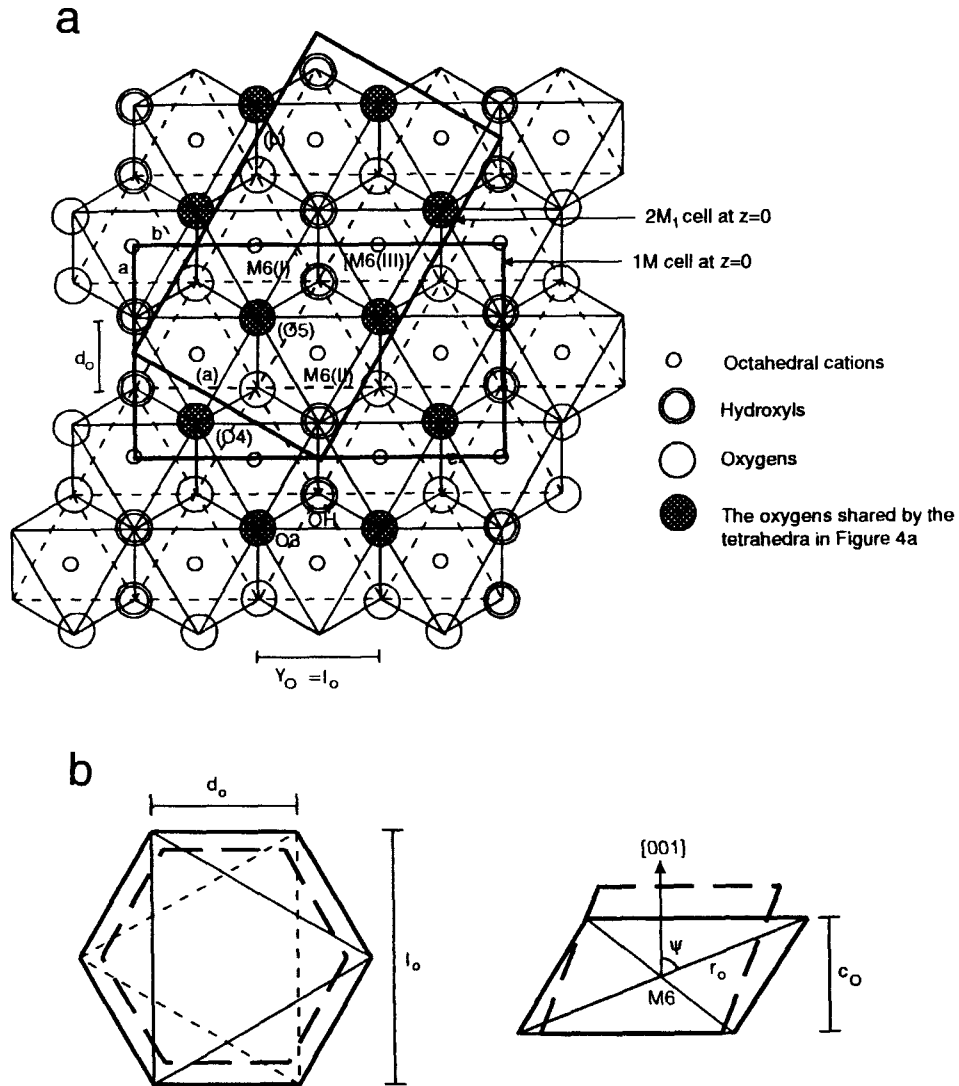 a
(b)
b
2M₁ cell at z=0
a
M6(I)
[M6(III)]
1M cell at z=0
(O5)
dₒ
(a)
M6(II)
Octahedral cations
Hydroxyls
(O4)
Oxygens
OH
O3
The oxygens shared by the
tetrahedra in Figure 4a
Yₒ =lₒ
b
dₒ
[001]
ψ
lₒ
rₒ
cₒ
M6